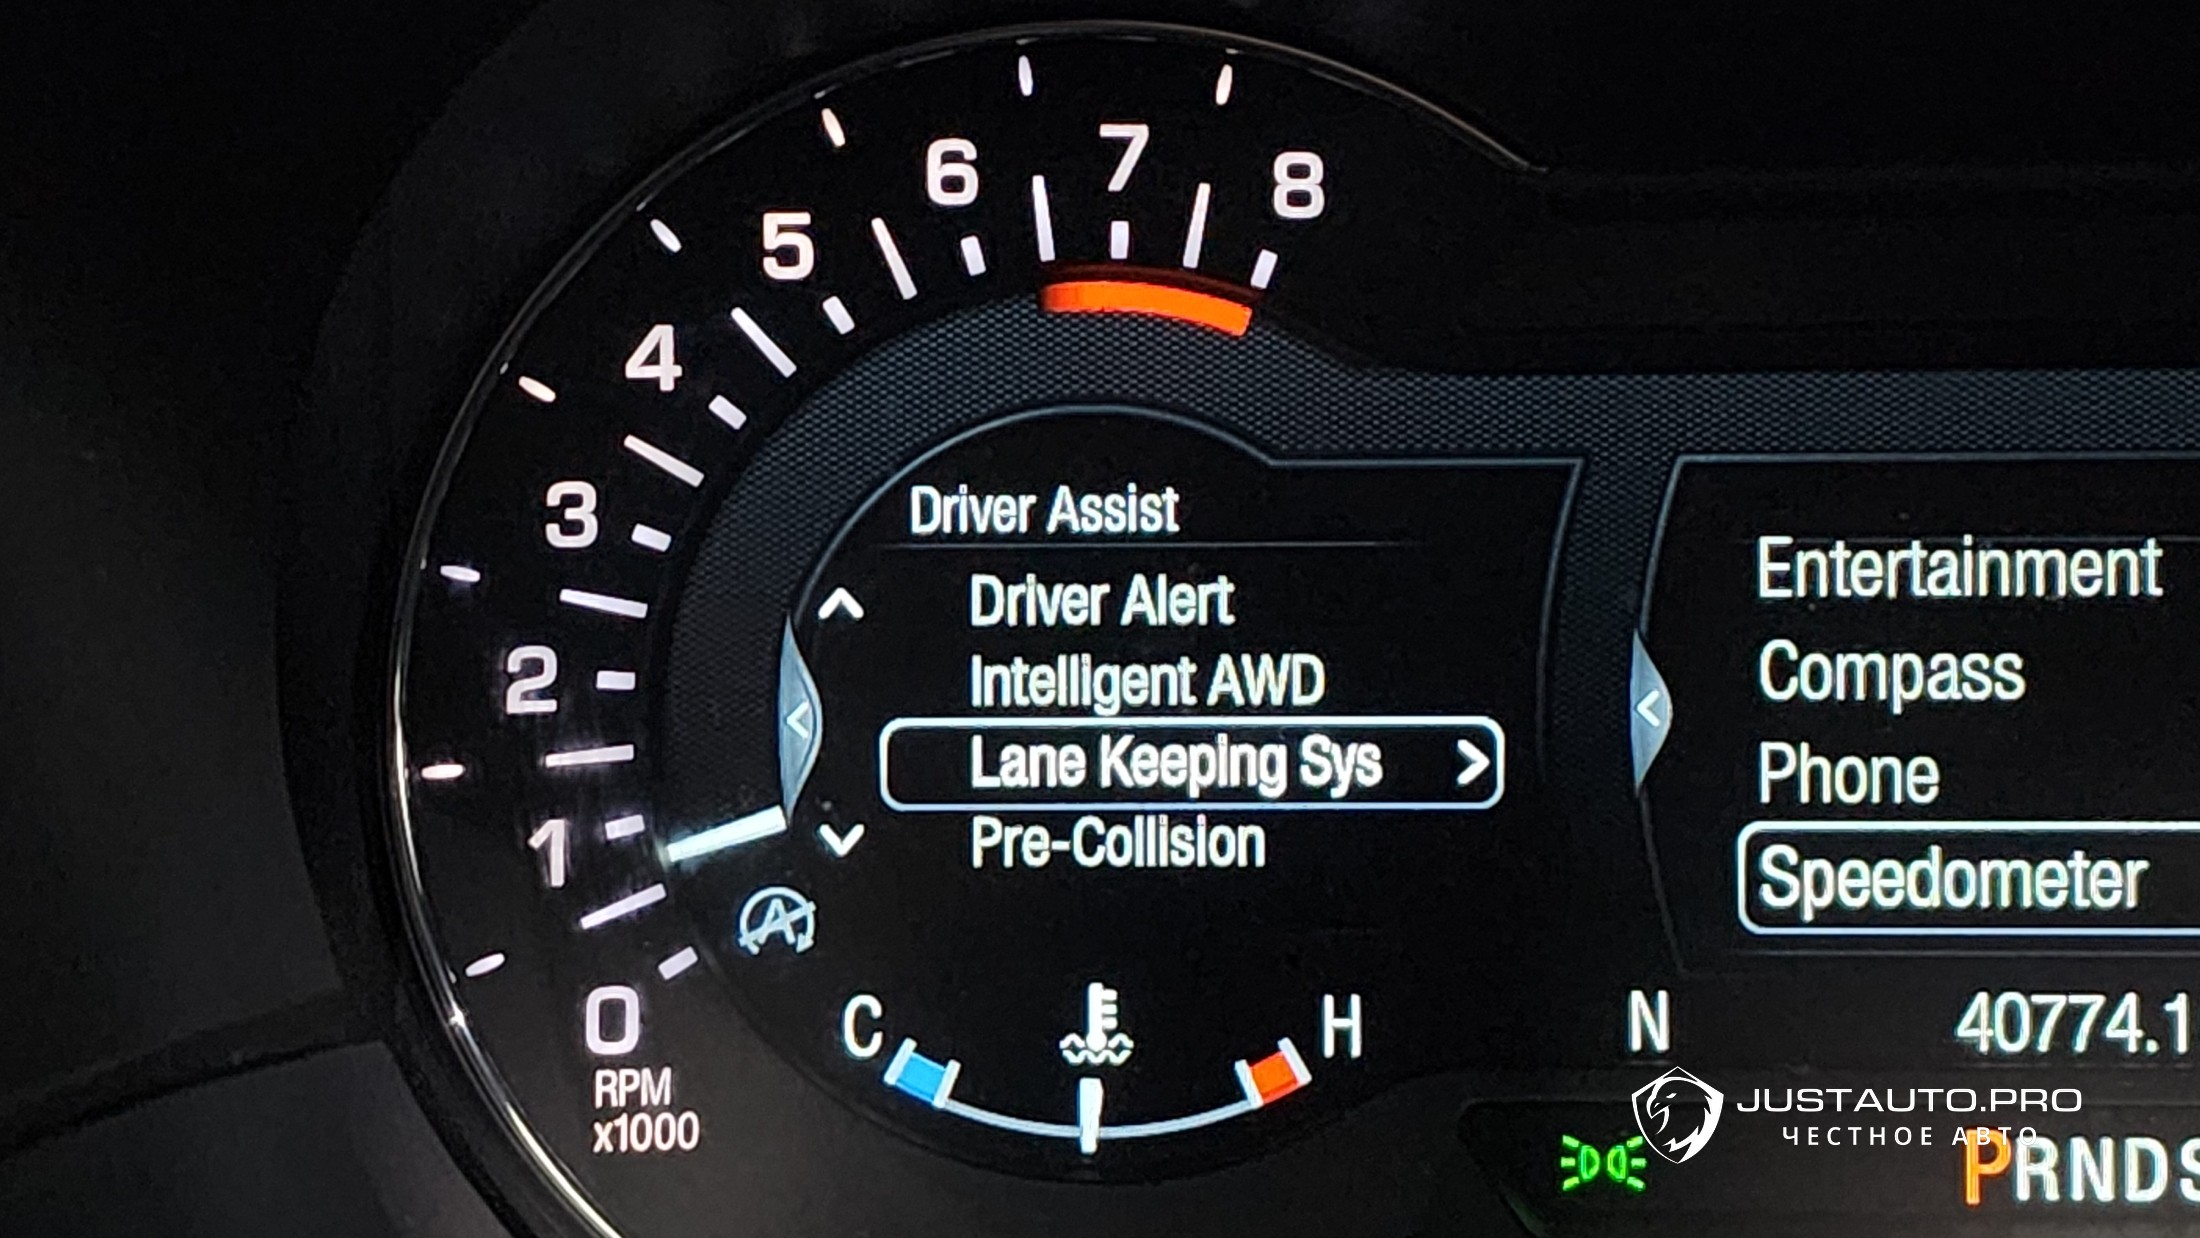 8
7
6
5
4
3
2
1
0
RPM
x1000
Driver Assist
Driver Alert
Intelligent AWD
Lane Keeping Sys
Pre-Collision
A
C
H
Entertainment
Compass
Phone
Speedometer
N
40774.1
JUSTAUTO.PRO
ЧЕСТНОЕ АВТО
PRNDS